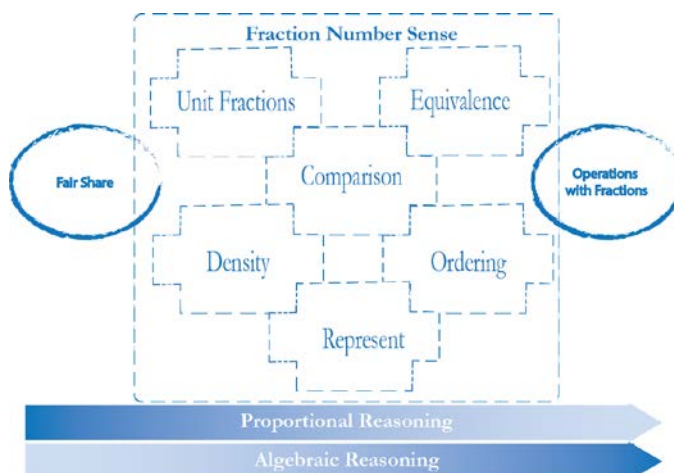 Fraction Number Sense
Unit Fractions
Equivalence
Fair Share
Comparison
Operations
with Fractions
Density
Ordering
Represent
Proportional Reasoning
Algebraic Reasoning